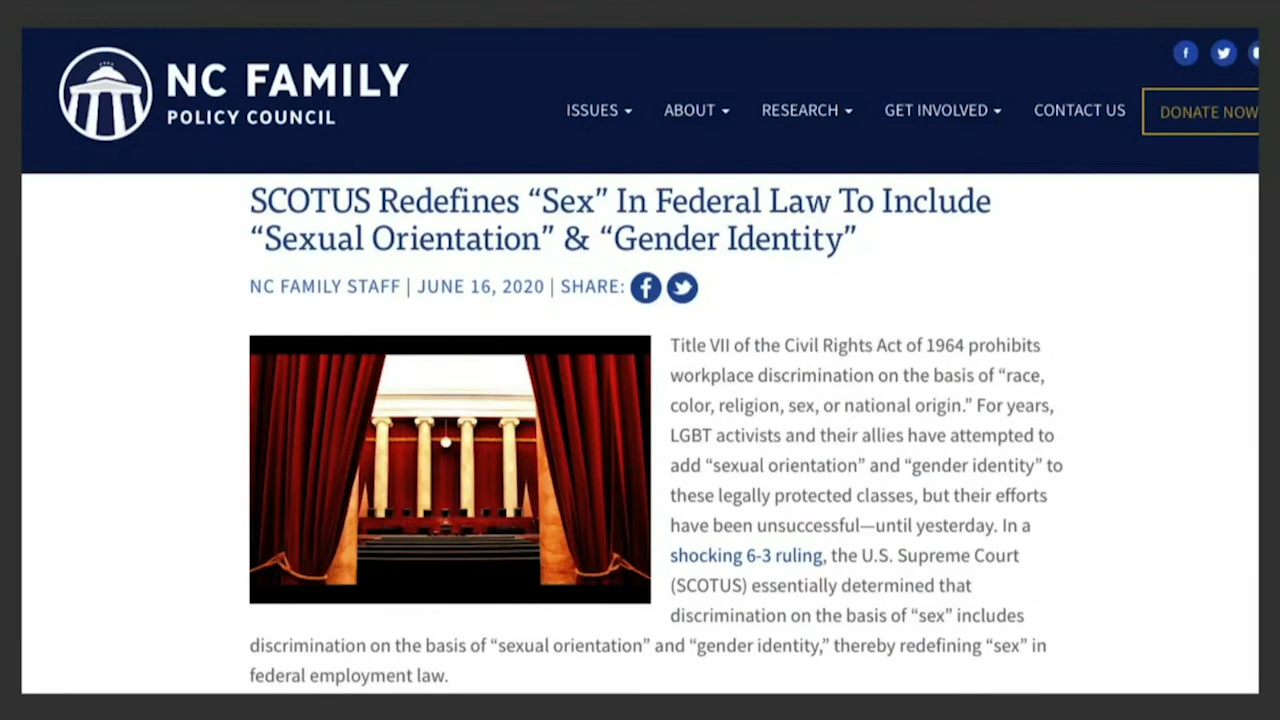 NC FAMILY
POLICY COUNCIL
ISSUES
ABOUT
RESEARCH
GET INVOLVED
CONTACT US
DONATE NOW
SCOTUS Redefines “Sex” In Federal Law To Include
“Sexual Orientation” & “Gender Identity”
NC FAMILY STAFF | JUNE 16, 2020 | SHARE:
Title VII of the Civil Rights Act of 1964 prohibits
workplace discrimination on the basis of “race,
color, religion, sex, or national origin.” For years,
LGBT activists and their allies have attempted to
add “sexual orientation” and “gender identity” to
these legally protected classes, but their efforts
have been unsuccessful—until yesterday. In a
shocking 6-3 ruling, the U.S. Supreme Court
(SCOTUS) essentially determined that
discrimination on the basis of “sex” includes
discrimination on the basis of “sexual orientation” and “gender identity,” thereby redefining “sex” in
federal employment law.